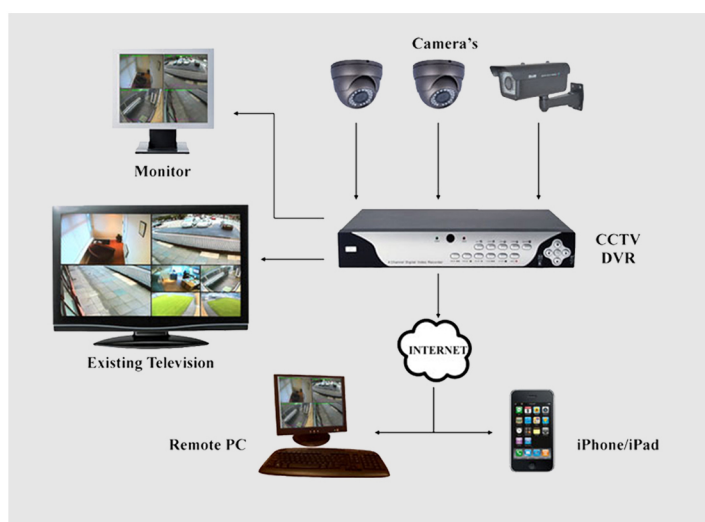 Camera's
Monitor
CCTV
DVR
Existing Television
INTERNET
Remote PC
iPhone/iPad